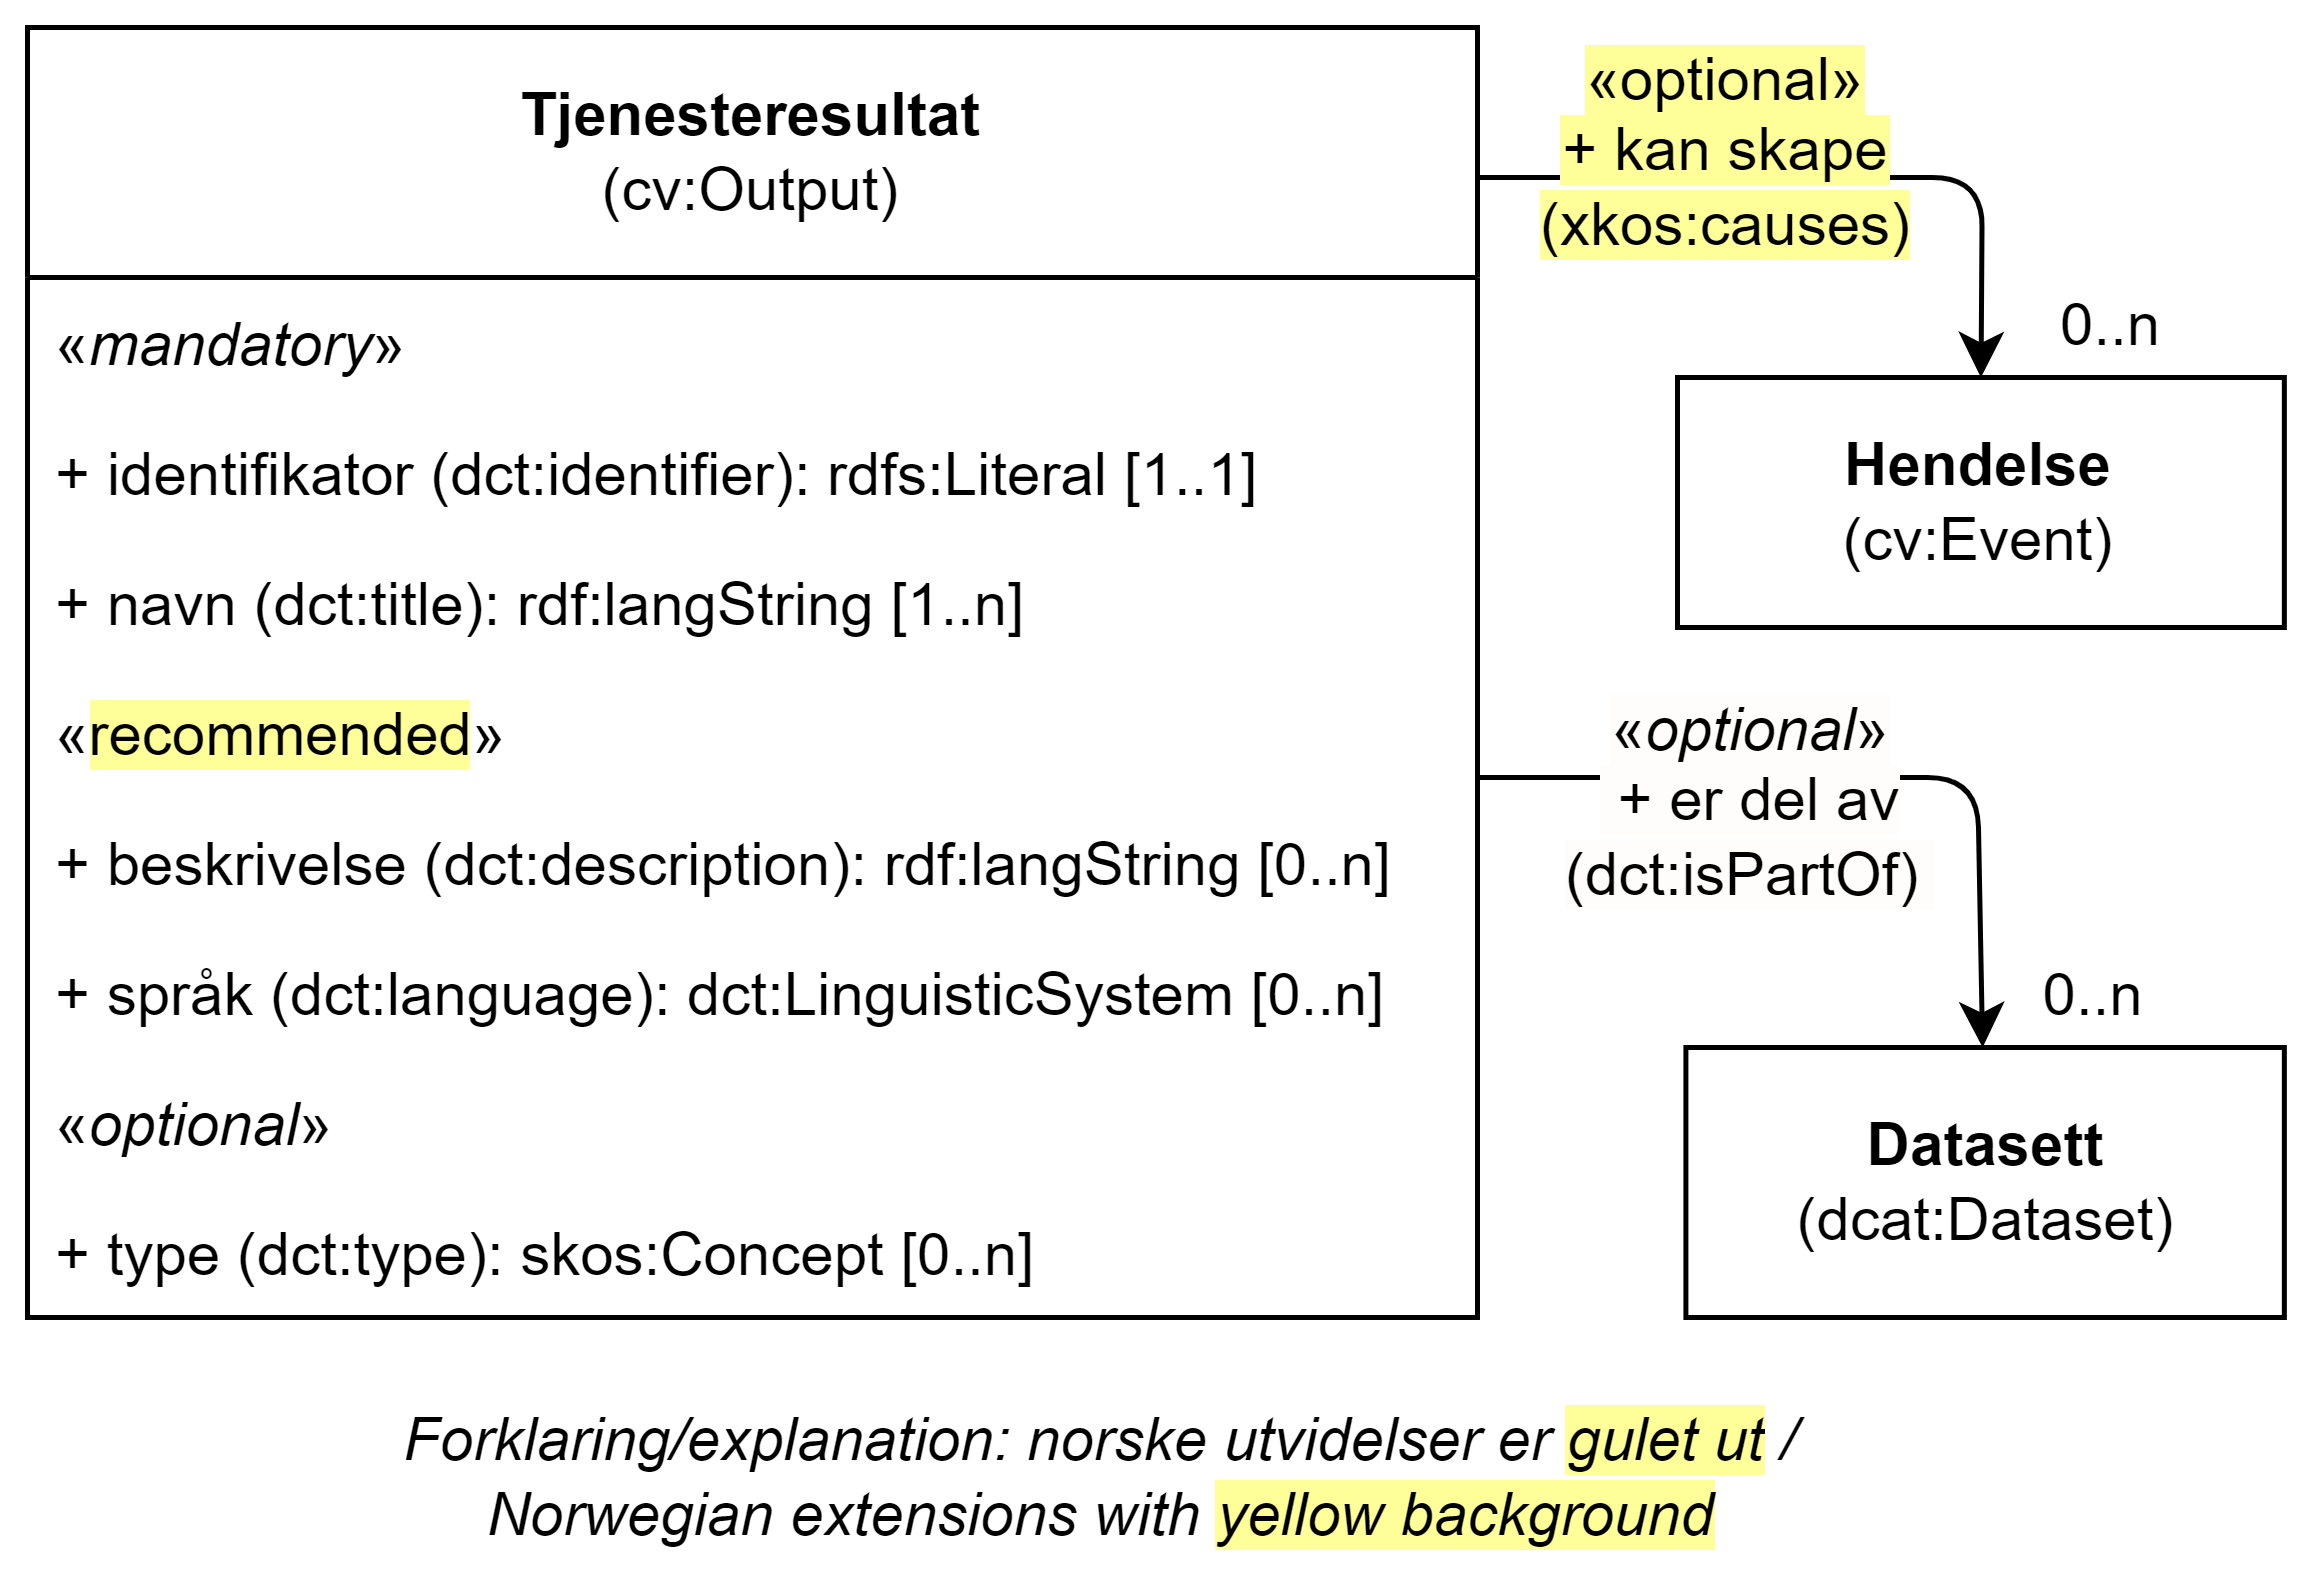 Tjenesteresultat
(cv:Output)
«mandatory»
+ identifikator (dct:identifier): rdfs:Literal [1..1]
+ navn (dct:title): rdf:langString [1..n]
«recommended»
+ beskrivelse (dct:description): rdf:langString [0..n]
+ språk (dct:language): dct:LinguisticSystem [0..n]
«optional»
+ type (dct:type): skos:Concept [0..n]
«optional»
+ kan skape
(xkos:causes)
0..n
Hendelse
(cv:Event)
«optional»
+ er del av
(dct:isPartOf)
0..n
Datasett
(dcat:Dataset)
Forklaring/explanation: norske utvidelser er gulet ut /
Norwegian extensions with yellow background